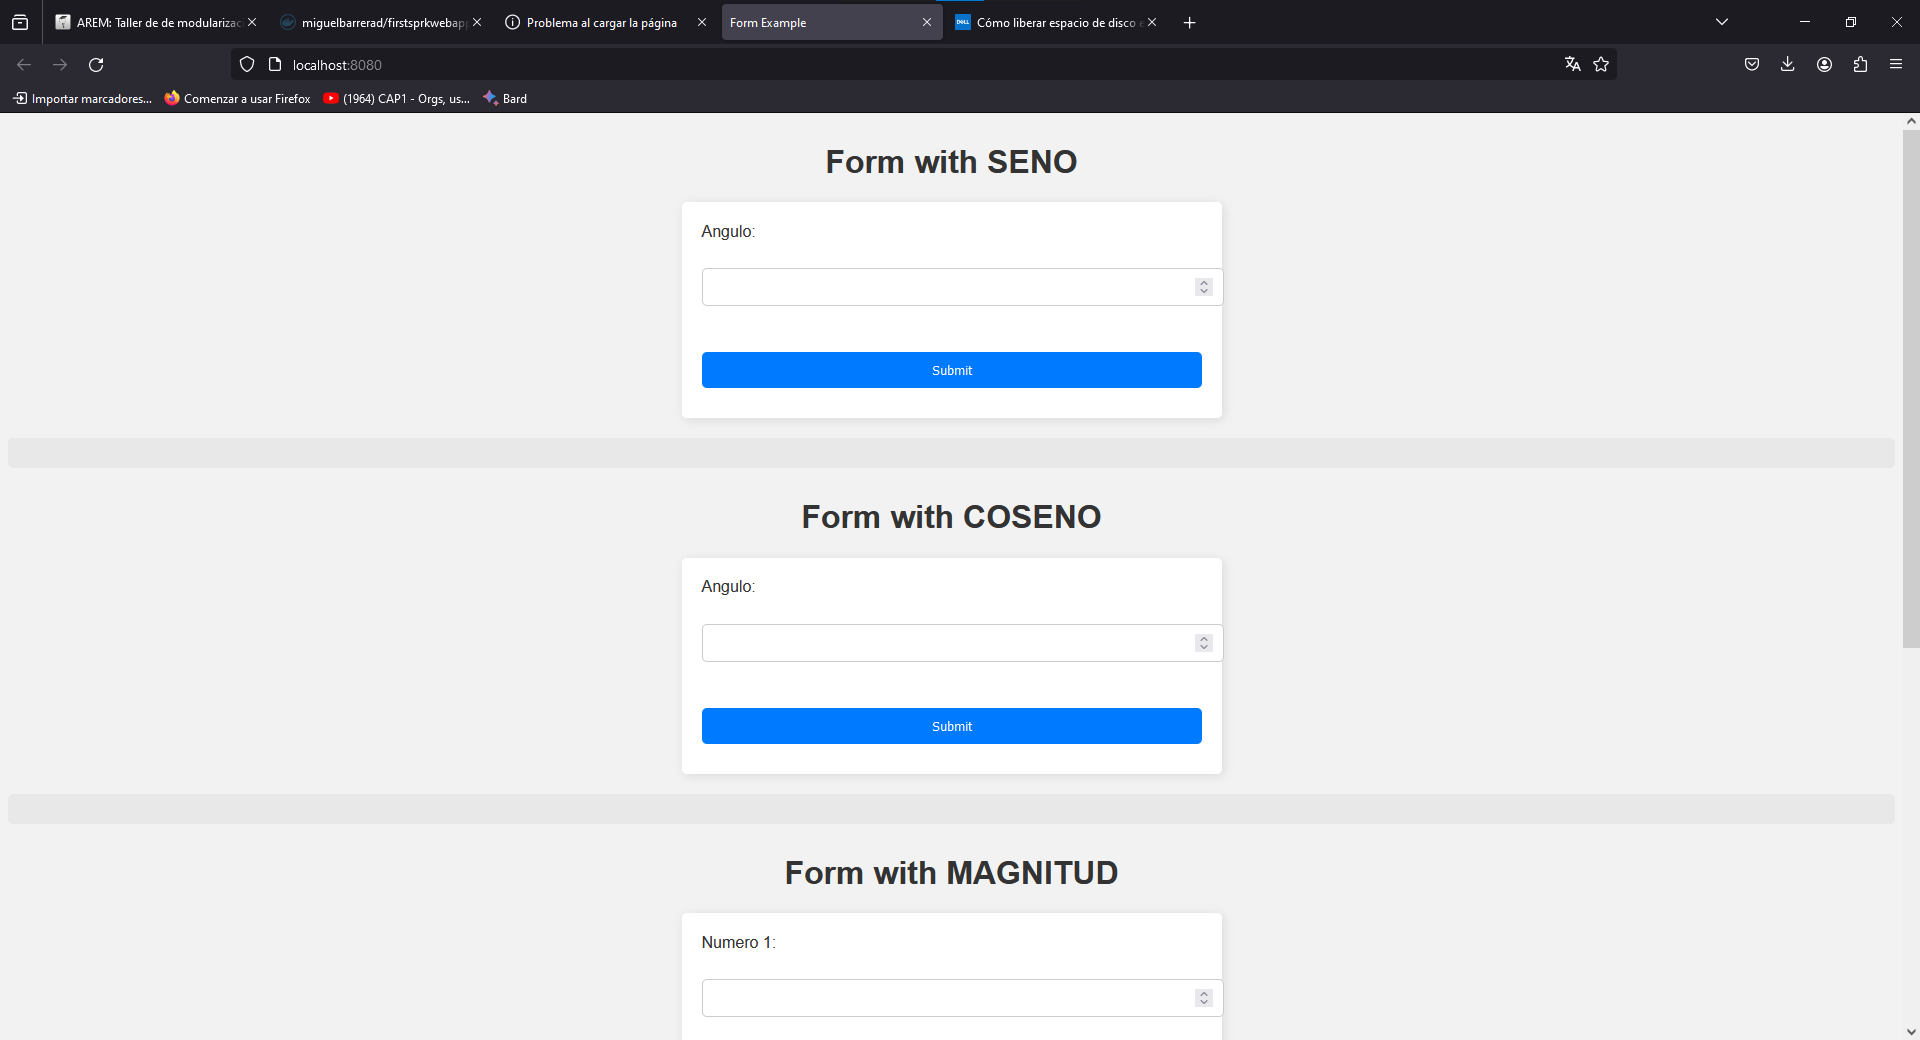 AREM: Taller de de modularizac
miguelbarrerad/firstsprkwebapp
Problema al cargar la página
Form Example
DELL
Cómo liberar espacio de disco e
localhost:8080
Importar marcadores...
Comenzar a usar Firefox
(1964) CAP1 - Orgs, us...
Bard
Form with SENO
Angulo:
Submit
Form with COSENO
Angulo:
Submit
Form with MAGNITUD
Numero 1: